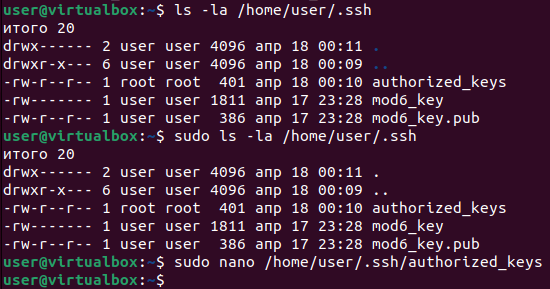 user@virtualbox:~$ ls -la /home/user/.ssh
итого 20
drwx------ 2 user user 4096 апр 18 00:11 .
drwxr-x--- 6 user user 4096 апр 18 00:09 ..
-rw-r--r-- 1 root root  401 апр 18 00:10 authorized_keys
-rw------- 1 user user 1811 апр 17 23:28 mod6_key
-rw-r--r-- 1 user user  386 апр 17 23:28 mod6_key.pub
user@virtualbox:~$ sudo ls -la /home/user/.ssh
итого 20
drwx------ 2 user user 4096 апр 18 00:11 .
drwxr-x--- 6 user user 4096 апр 18 00:09 ..
-rw-r--r-- 1 root root  401 апр 18 00:10 authorized_keys
-rw------- 1 user user 1811 апр 17 23:28 mod6_key
-rw-r--r-- 1 user user  386 апр 17 23:28 mod6_key.pub
user@virtualbox:~$ sudo nano /home/user/.ssh/authorized_keys
user@virtualbox:~$